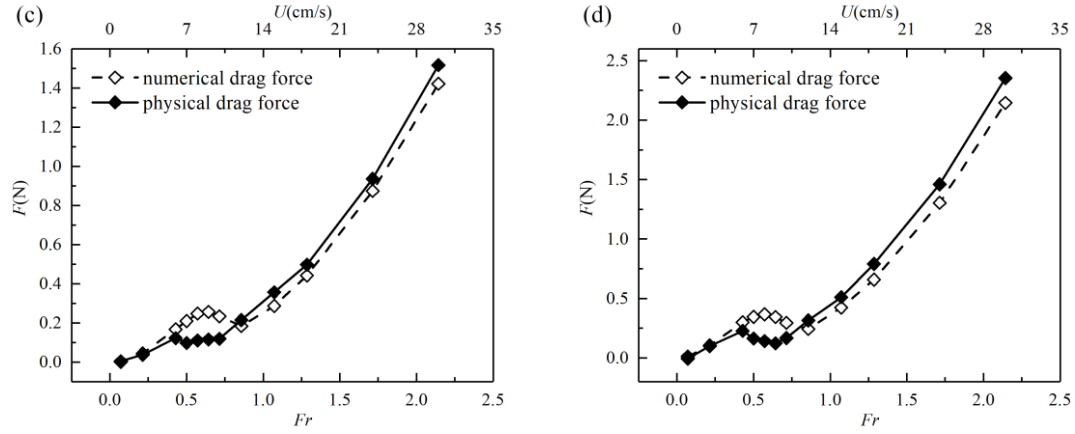 (c)
U(cm/s)
0 7 14 21 28 35
1.6
1.4
1.2
1.0
0.8
0.6
0.4
0.2
0.0
F(N)
numerical drag force
physical drag force
0.0 0.5 1.0 1.5 2.0 2.5
Fr
(d)
U(cm/s)
0 7 14 21 28 35
2.5
2.0
1.5
1.0
0.5
0.0
F(N)
numerical drag force
physical drag force
0.0 0.5 1.0 1.5 2.0 2.5
Fr